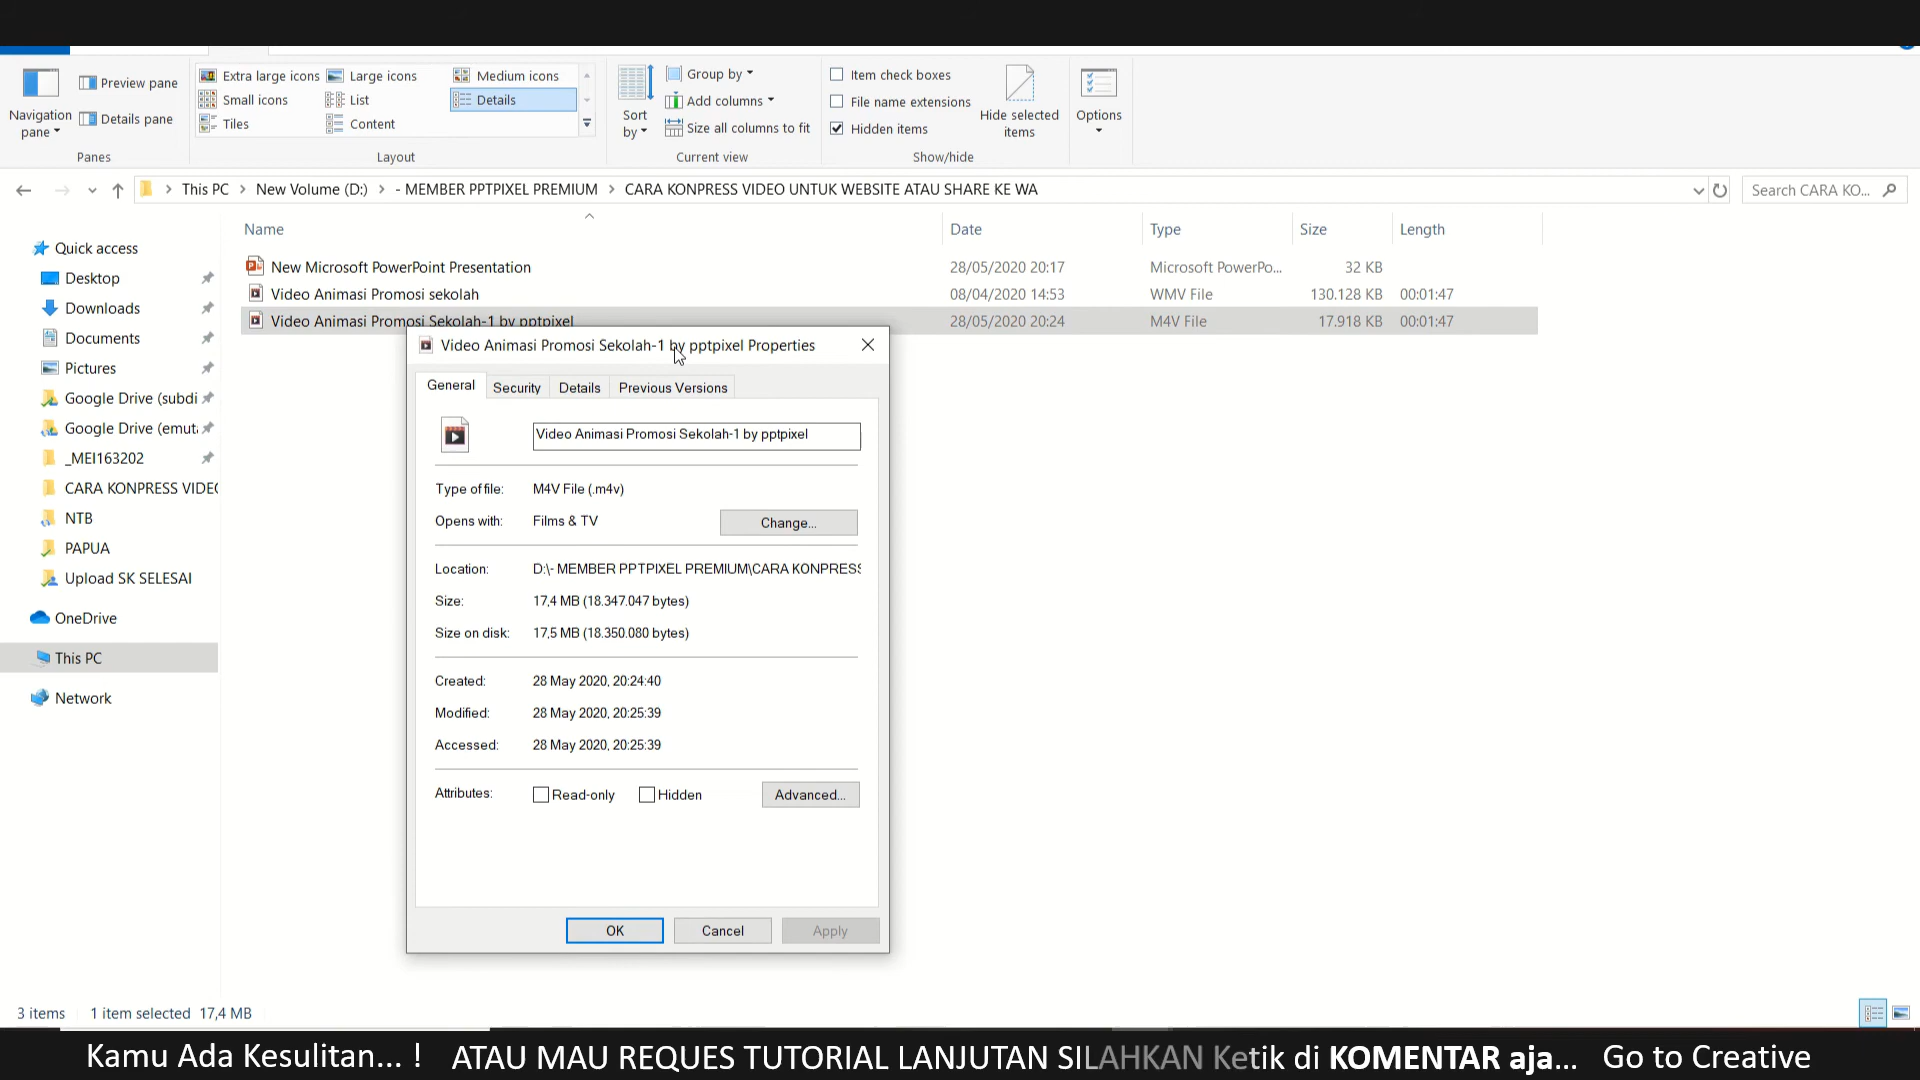 Navigation
pane
Preview pane
Details pane
Panes
Extra large icons
Large icons
Medium icons
Small icons
List
Details
Tiles
Content
Layout
Sort
by
Group by
Add columns
Size all columns to fit
Current view
Item check boxes
File name extensions
Hidden items
Hide selected
items
Show/hide
Options
This PC > New Volume (D:) > - MEMBER PPTPIXEL PREMIUM > CARA KONPRESS VIDEO UNTUK WEBSITE ATAU SHARE KE WA
Search CARA KO...
Name Date Type Size Length
New Microsoft PowerPoint Presentation 28/05/2020 20:17 Microsoft PowerPo... 32 KB
Video Animasi Promosi sekolah 08/04/2020 14:53 WMV File 130.128 KB 00:01:47
Video Animasi Promosi Sekolah-1 by pptpixel 28/05/2020 20:24 M4V File 17.918 KB 00:01:47
Quick access
Desktop
Downloads
Documents
Pictures
Google Drive (subdi
Google Drive (emut
_MEI163202
CARA KONPRESS VIDEO
NTB
PAPUA
Upload SK SELESAI
OneDrive
This PC
Network
Video Animasi Promosi Sekolah-1 by pptpixel Properties
General Security Details Previous Versions
Video Animasi Promosi Sekolah-1 by pptpixel
Type of file: M4V File (.m4v)
Opens with: Films & TV Change...
Location: D:\- MEMBER PPTPIXEL PREMIUM\CARA KONPRESS
Size: 17,4 MB (18.347.047 bytes)
Size on disk: 17,5 MB (18.350.080 bytes)
Created: 28 May 2020, 20:24:40
Modified: 28 May 2020, 20:25:39
Accessed: 28 May 2020, 20:25:39
Attributes: Read-only Hidden Advanced...
OK Cancel Apply
3 items 1 item selected 17,4 MB
Kamu Ada Kesulitan... ! ATAU MAU REQUES TUTORIAL LANJUTAN SILAHKAN Ketik di KOMENTAR aja... Go to Creative